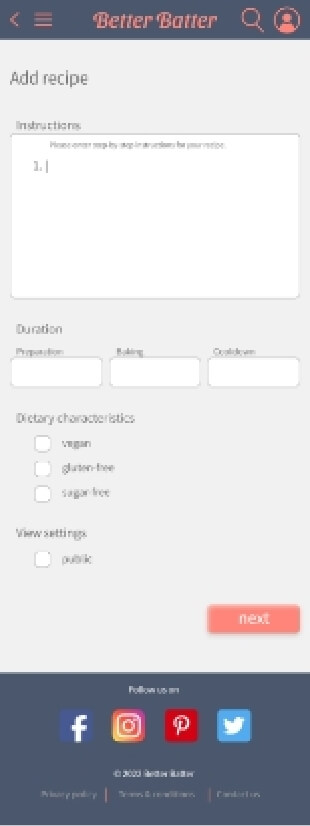 Better Batter
Add recipe
Instructions
Please enter step-by-step instructions for your recipe.
1.
Duration
Preparation Baking Cooldown
Dietary characteristics
vegan
gluten-free
sugar-free
View settings
public
next
Follow us on
© 2022 Better Batter
Privacy policy | Terms & conditions | Contact us